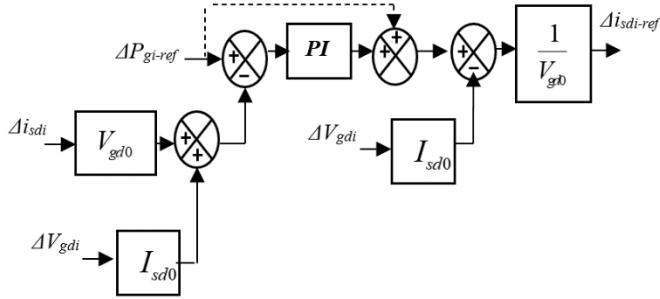 ΔP_gi-ref
+
−
PI
+
+
+
−
1
V_gd0
Δi_sdi-ref
Δi_sdi
V_gd0
+
+
ΔV_gdi
I_sd0
ΔV_gdi
I_sd0